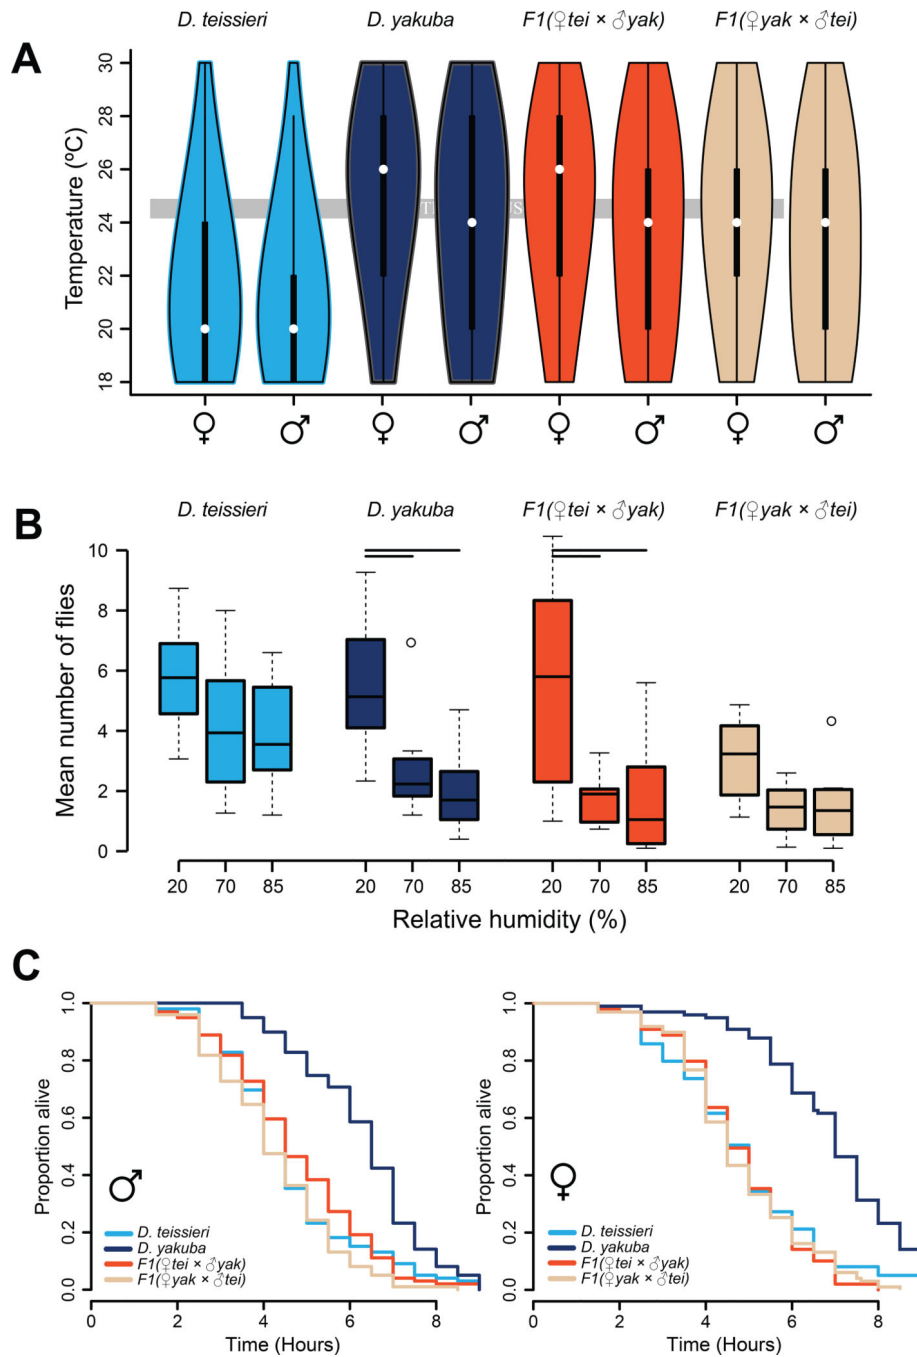 D. teissieri
D. yakuba
F1(♀tei × ♂yak)
F1(♀yak × ♂tei)
A
Temperature (ºC)
30
28
26
24
22
20
18
♀
♂
♀
♂
♀
♂
♀
♂
B
D. teissieri
D. yakuba
F1(♀tei × ♂yak)
F1(♀yak × ♂tei)
Mean number of flies
10
8
6
4
2
0
20 70 85
20 70 85
20 70 85
20 70 85
Relative humidity (%)
C
Proportion alive
1.0
0.8
0.6
0.4
0.2
0.0
♂
D. teissieri
D. yakuba
F1(♀tei × ♂yak)
F1(♀yak × ♂tei)
0 2 4 6 8
Time (Hours)
Proportion alive
1.0
0.8
0.6
0.4
0.2
0.0
♀
D. teissieri
D. yakuba
F1(♀tei × ♂yak)
F1(♀yak × ♂tei)
0 2 4 6 8
Time (Hours)